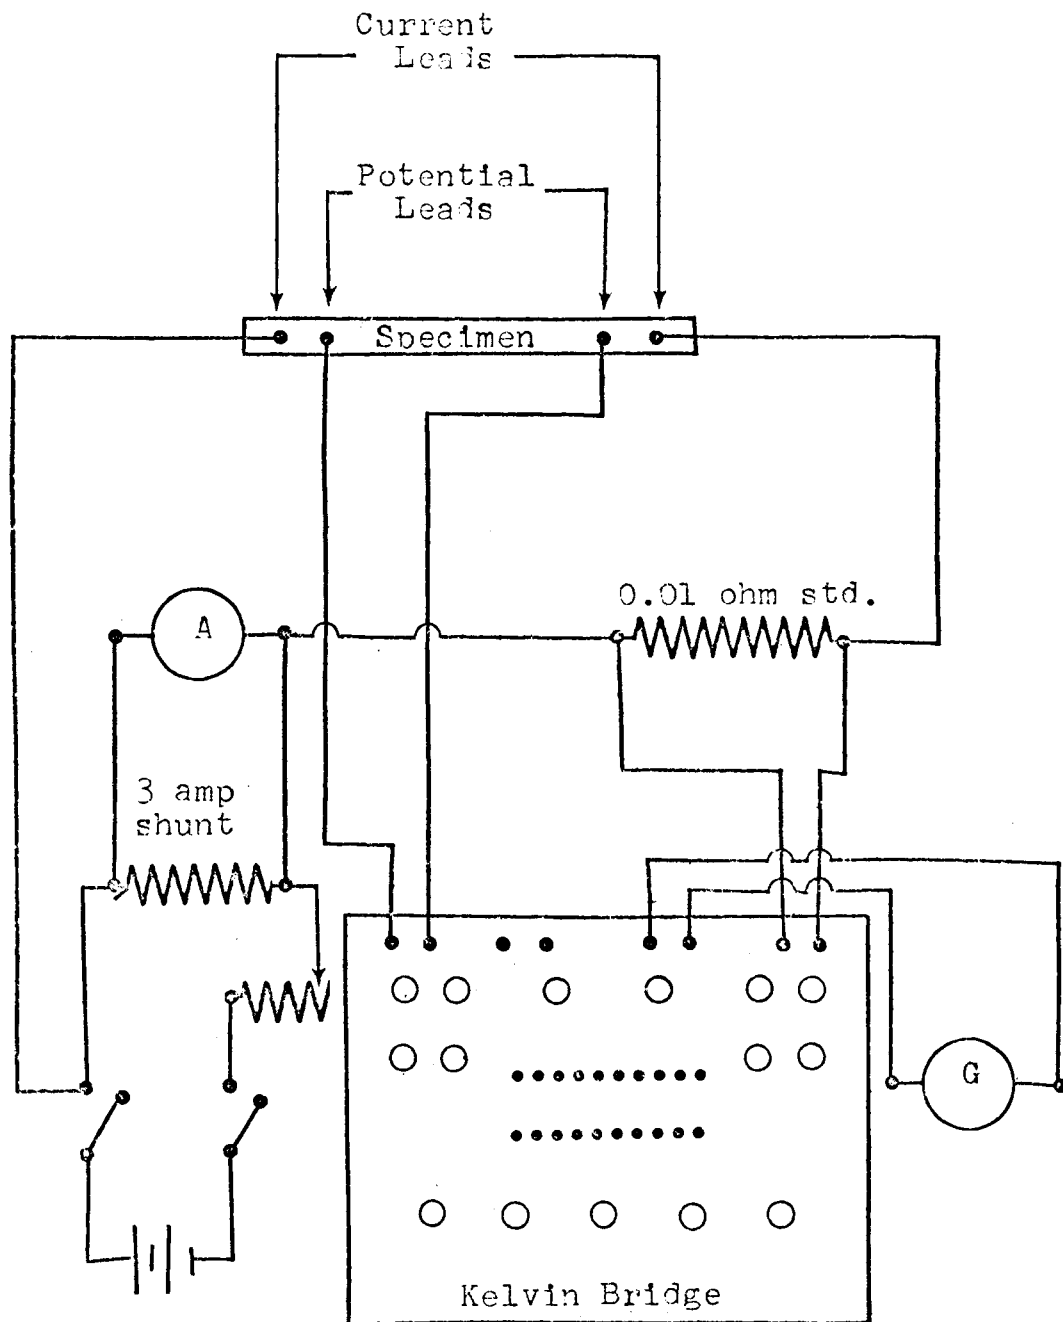 Current
Leads
Potential
Leads
Specimen
0.01 ohm std.
A
3 amp
shunt
G
Kelvin Bridge